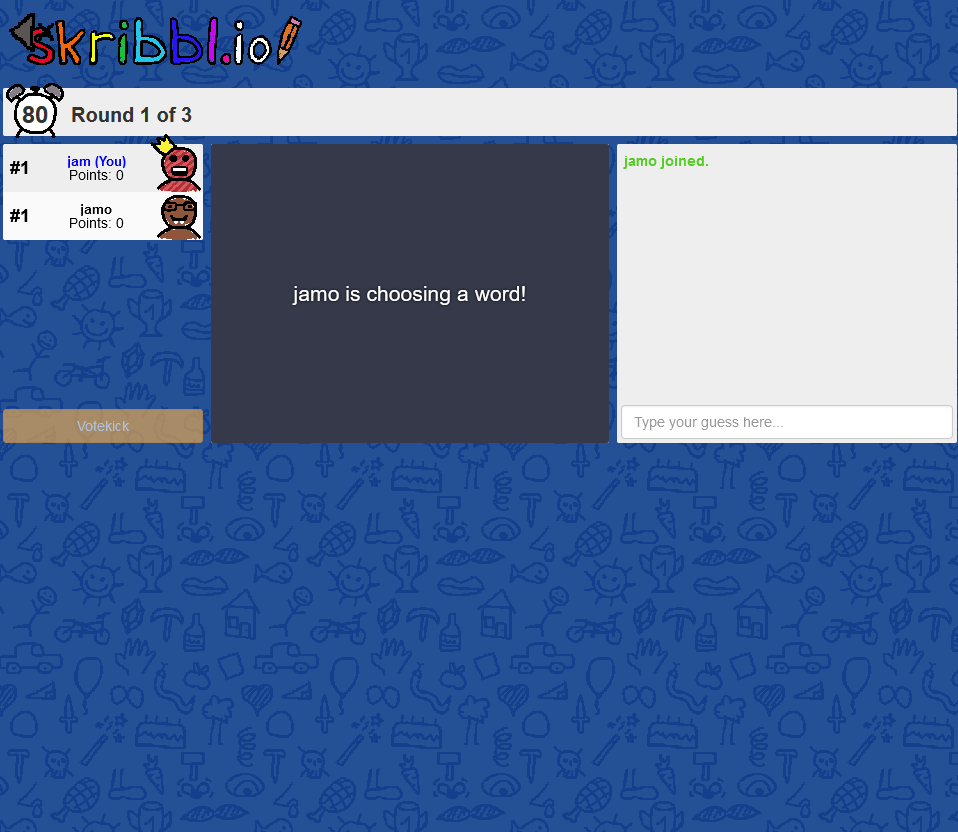 skribbl.io
80
Round 1 of 3
#1
jam (You)
Points: 0
#1
jamo
Points: 0
Votekick
jamo is choosing a word!
jamo joined.
Type your guess here...